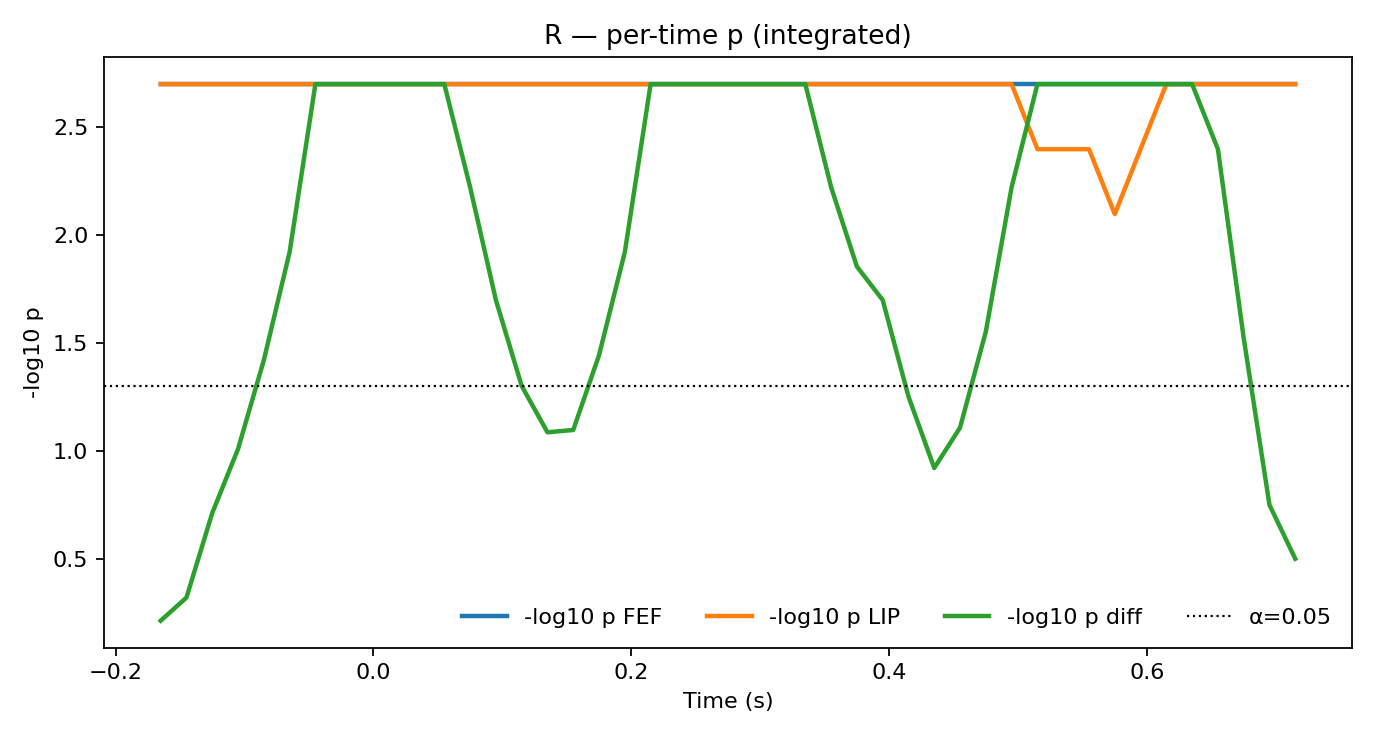 R — per-time p (integrated)
-log10 p
2.5
2.0
1.5
1.0
0.5
-log10 p FEF -log10 p LIP -log10 p diff α=0.05
−0.2 0.0 0.2 0.4 0.6
Time (s)